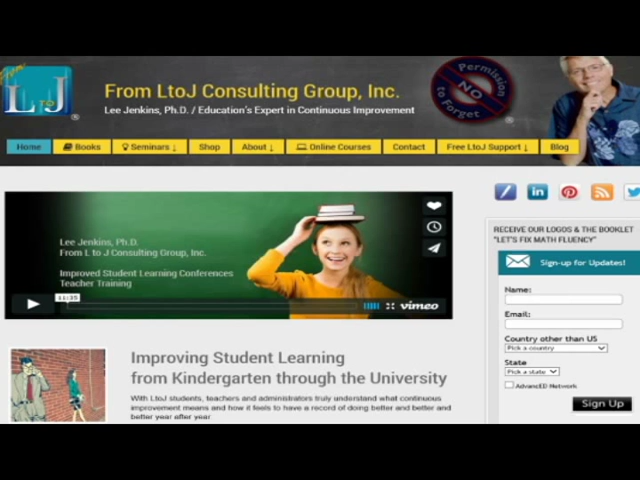 From
L to J
®
From LtoJ Consulting Group, Inc.
Lee Jenkins, Ph.D. / Education's Expert in Continuous Improvement
Permission
NO
to Forget
®
Home
Books
Seminars ↓
Shop
About ↓
Online Courses
Contact
Free LtoJ Support ↓
Blog
Lee Jenkins, Ph.D.
From L to J Consulting Group, Inc.
Improved Student Learning Conferences
Teacher Training
11:35
vimeo
in
RECEIVE OUR LOGOS & THE BOOKLET
"LET'S FIX MATH FLUENCY"
Sign-up for Updates!
Name:
Email:
Country other than US
Pick a country
State
Pick a state
AdvancED Network
Sign Up
Improving Student Learning
from Kindergarten through the University
With LtoJ students, teachers and administrators truly understand what continuous
improvement means and how it feels to have a record of doing better and better and
better year after year.